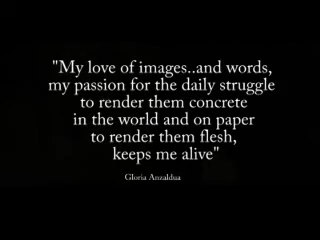 "My love of images..and words,
my passion for the daily struggle
to render them concrete
in the world and on paper
to render them flesh,
keeps me alive"
Gloria Anzaldua